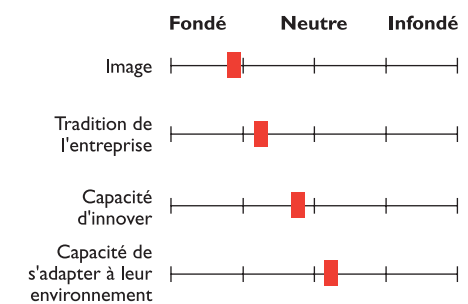 Fondé Neutre Infondé
Image
Tradition de
l'entreprise
Capacité
d'innover
Capacité de
s'adapter à leur
environnement